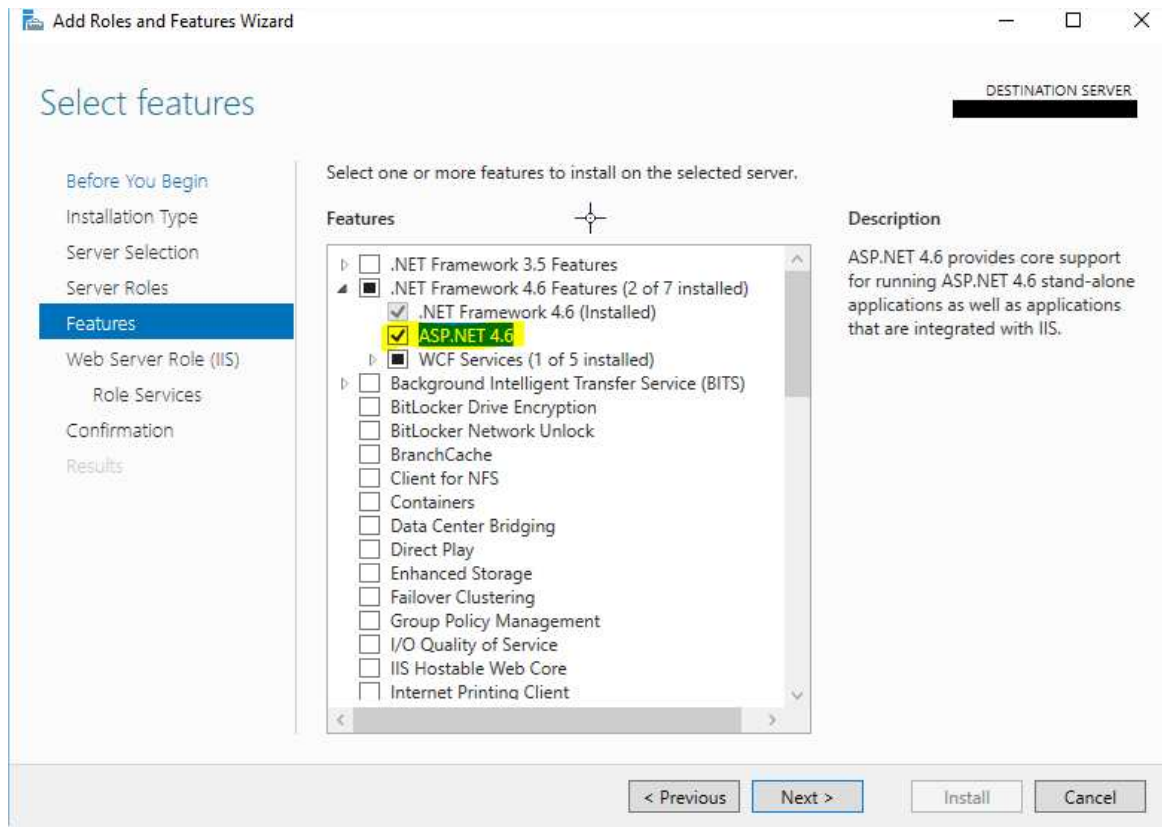 Add Roles and Features Wizard
Select features
DESTINATION SERVER
Before You Begin
Installation Type
Server Selection
Server Roles
Features
Web Server Role (IIS)
Role Services
Confirmation
Results
Select one or more features to install on the selected server.
Features
.NET Framework 3.5 Features
.NET Framework 4.6 Features (2 of 7 installed)
.NET Framework 4.6 (Installed)
ASP.NET 4.6
WCF Services (1 of 5 installed)
Background Intelligent Transfer Service (BITS)
BitLocker Drive Encryption
BitLocker Network Unlock
BranchCache
Client for NFS
Containers
Data Center Bridging
Direct Play
Enhanced Storage
Failover Clustering
Group Policy Management
I/O Quality of Service
IIS Hostable Web Core
Internet Printing Client
Description
ASP.NET 4.6 provides core support
for running ASP.NET 4.6 stand-alone
applications as well as applications
that are integrated with IIS.
< Previous
Next >
Install
Cancel